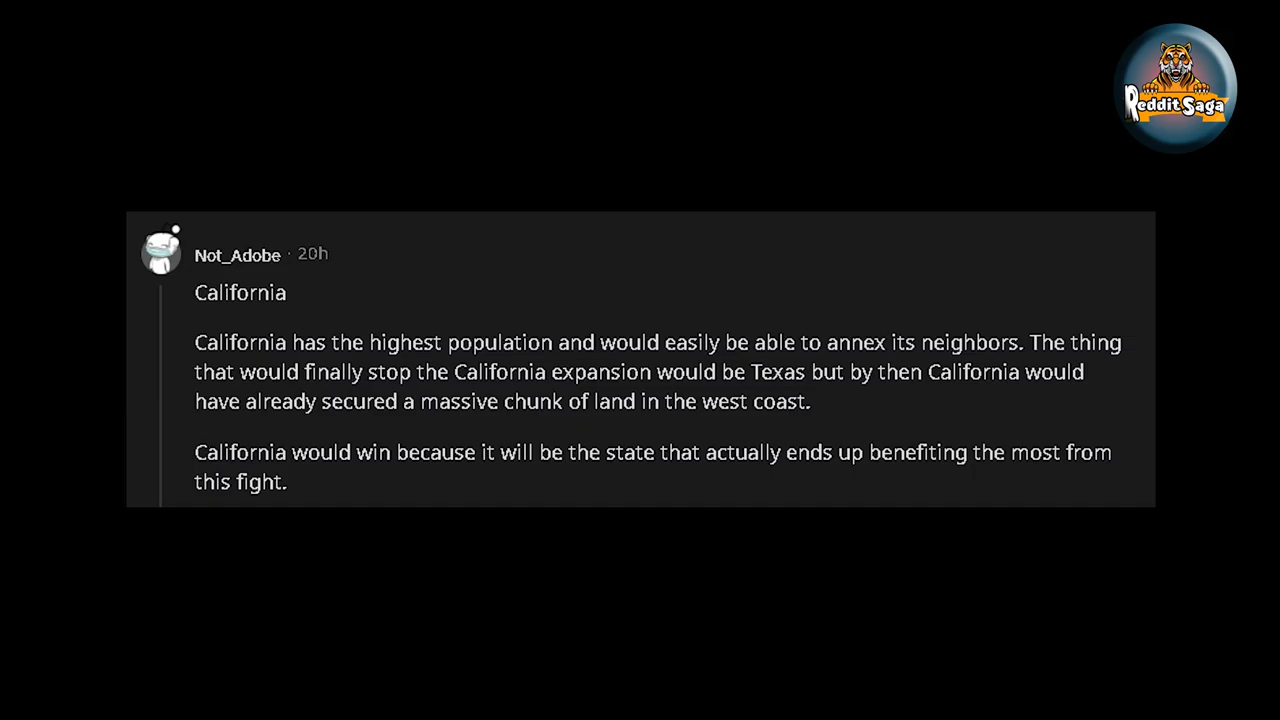 Reddit Saga
Not_Adobe · 20h
California
California has the highest population and would easily be able to annex its neighbors. The thing
that would finally stop the California expansion would be Texas but by then California would
have already secured a massive chunk of land in the west coast.
California would win because it will be the state that actually ends up benefiting the most from
this fight.